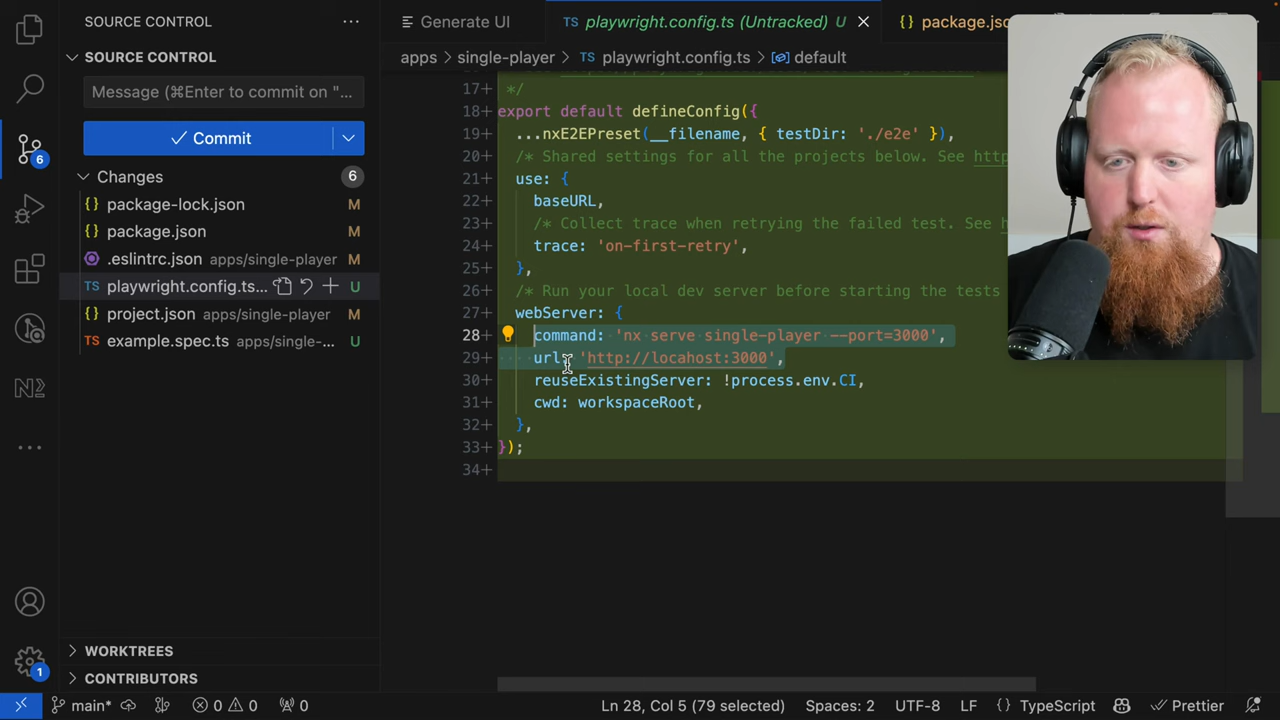 SOURCE CONTROL
SOURCE CONTROL
Message (⌘Enter to commit on "...
Commit
Changes 6
{} package-lock.json M
{} package.json M
.eslintrc.json apps/single-player M
TS playwright.config.ts... U
{} project.json apps/single-player M
TS example.spec.ts apps/single-... U
WORKTREES
CONTRIBUTORS
6
1
Generate UI
TS playwright.config.ts (Untracked) U
{} package.jso
apps > single-player > TS playwright.config.ts > default
17+ */
18+ export default defineConfig({
19+ ...nxE2EPreset(__filename, { testDir: './e2e' }),
20+ /* Shared settings for all the projects below. See http
21+ use: {
22+ baseURL,
23+ /* Collect trace when retrying the failed test. See h
24+ trace: 'on-first-retry',
25+ },
26+ /* Run your local dev server before starting the tests
27+ webServer: {
28+ command: 'nx serve single-player --port=3000',
29+ url: 'http://locahost:3000',
30+ reuseExistingServer: !process.env.CI,
31+ cwd: workspaceRoot,
32+ },
33+ });
34+
main* 0 0 0 Ln 28, Col 5 (79 selected) Spaces: 2 UTF-8 LF {} TypeScript Prettier